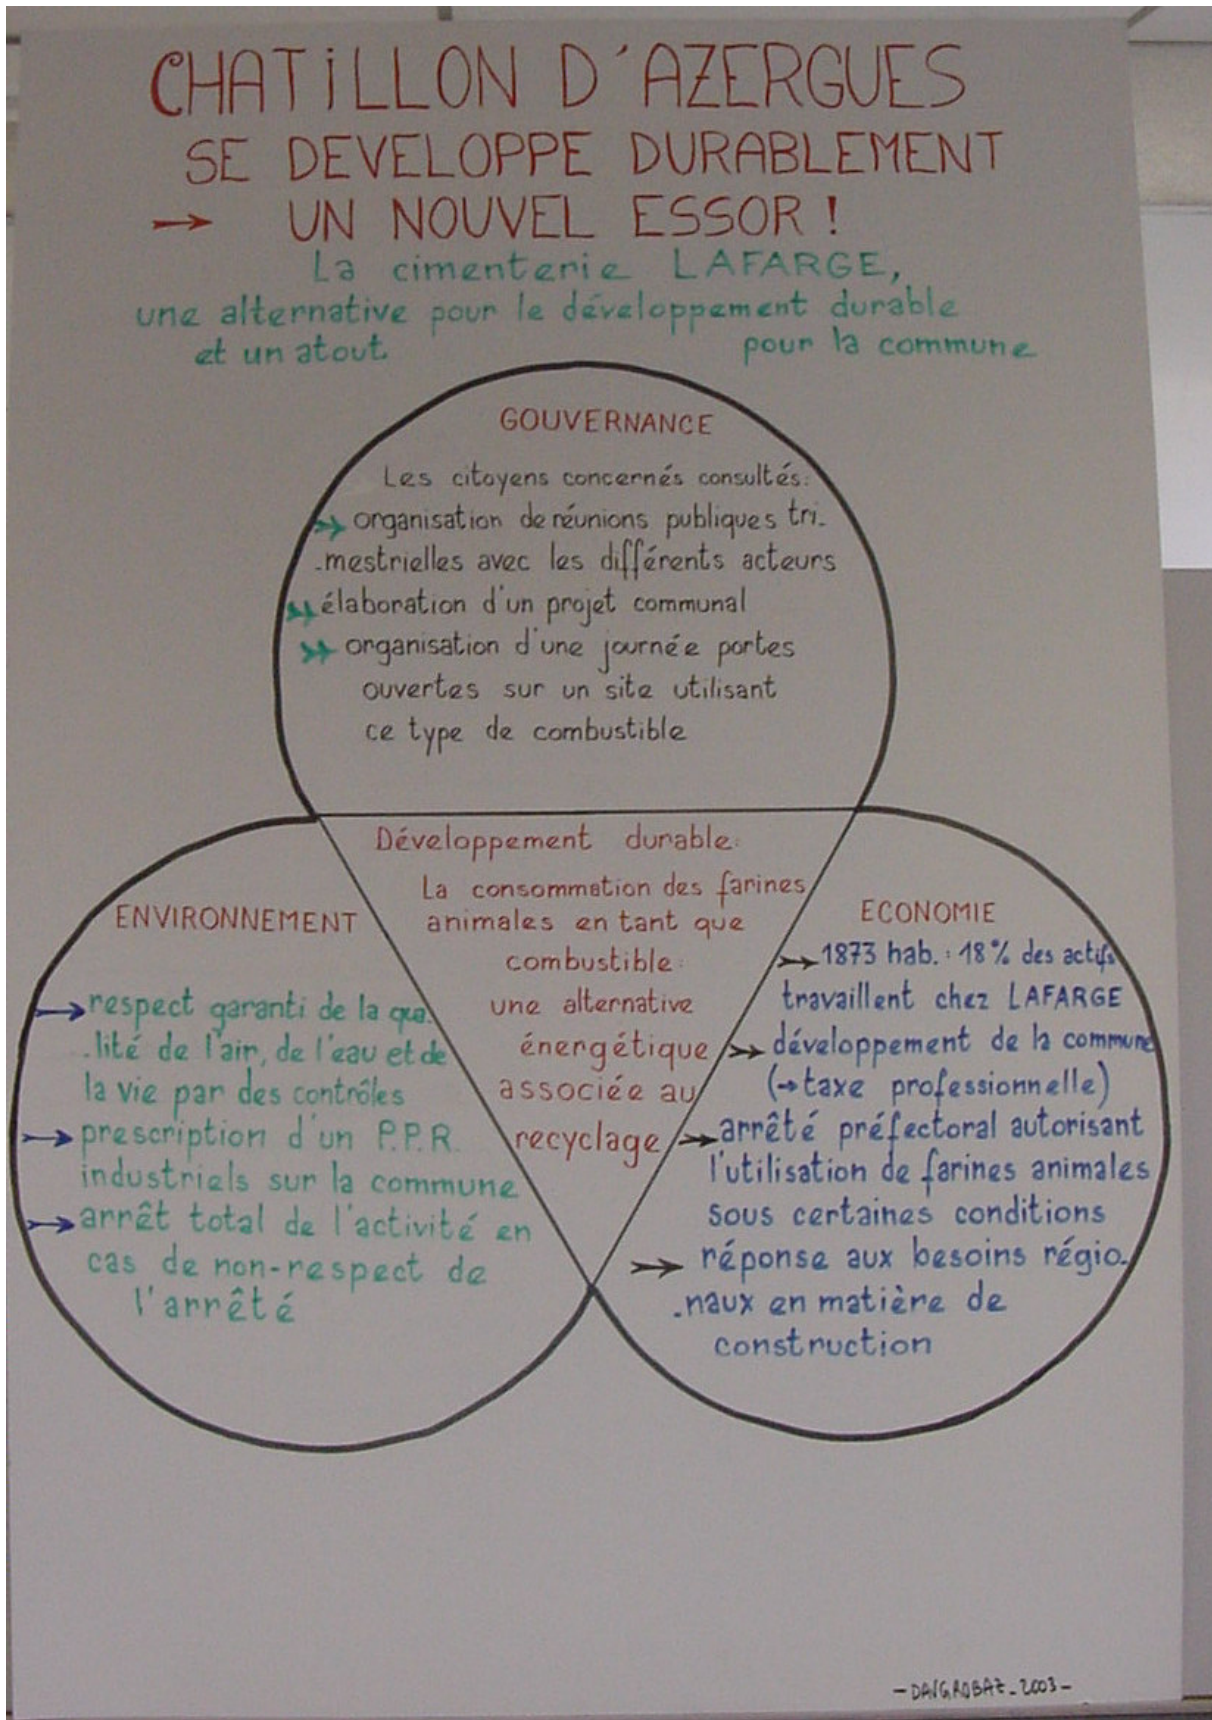 CHATiLLON D'AZERGUES
SE DEVELOPPE DURABLEMENT
→ UN NOUVEL ESSOR !
La cimenterie LAFARGE,
une alternative pour le développement durable
et un atout pour la commune
GOUVERNANCE
Les citoyens concernés consultés:
organisation de réunions publiques tri-
-mestrielles avec les différents acteurs
élaboration d'un projet communal
organisation d'une journée portes
ouvertes sur un site utilisant
ce type de combustible
Développement durable:
La consommation des farines
animales en tant que
combustible:
une alternative
énergétique
associée au
recyclage
ENVIRONNEMENT
→ respect garanti de la qua-
-lité de l'air, de l'eau et de
la vie par des contrôles
→ prescription d'un P.P.R.
industriels sur la commune
→ arrêt total de l'activité en
cas de non-respect de
l'arrêté
ECONOMIE
→ 1873 hab. : 18% des actifs
travaillent chez LAFARGE
→ développement de la commune
(→ taxe professionnelle)
→ arrêté préfectoral autorisant
l'utilisation de farines animales
sous certaines conditions
→ réponse aux besoins régio-
-naux en matière de
construction
2003